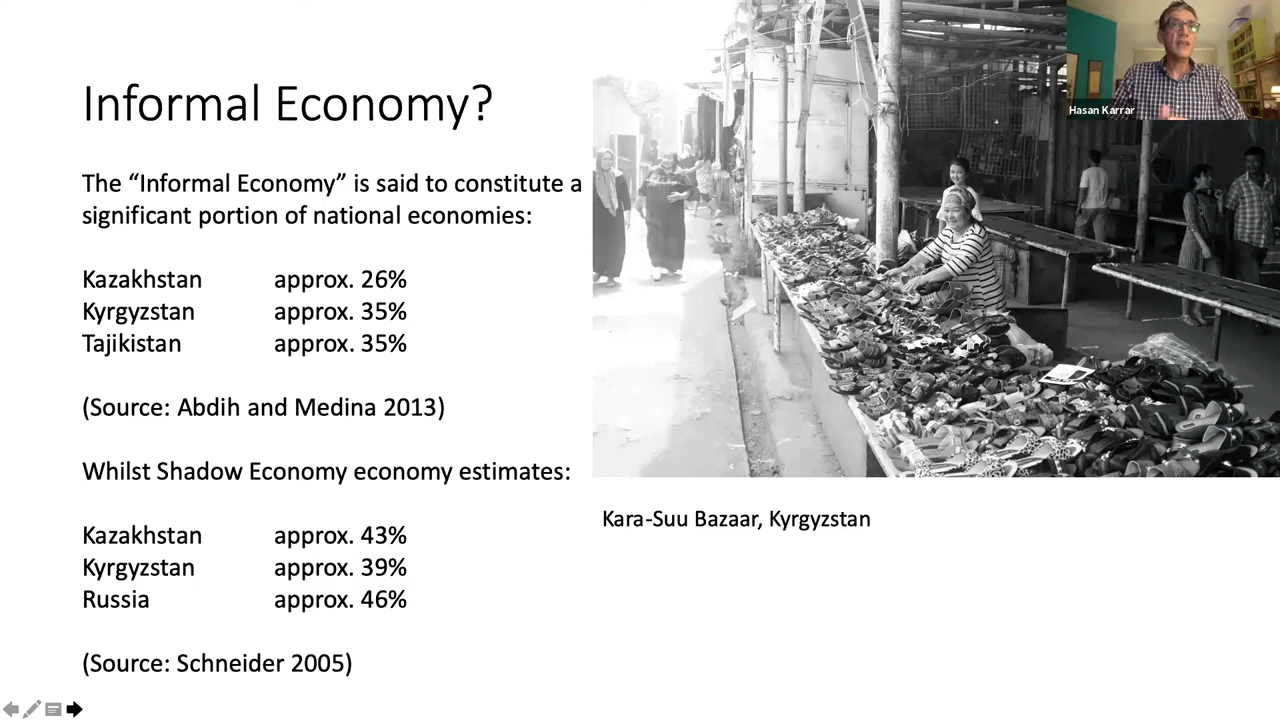 Informal Economy?
The “Informal Economy” is said to constitute a
significant portion of national economies:
Kazakhstan approx. 26%
Kyrgyzstan approx. 35%
Tajikistan approx. 35%
(Source: Abdih and Medina 2013)
Whilst Shadow Economy economy estimates:
Kazakhstan approx. 43%
Kyrgyzstan approx. 39%
Russia approx. 46%
(Source: Schneider 2005)
Hasan Karrar
Kara-Suu Bazaar, Kyrgyzstan